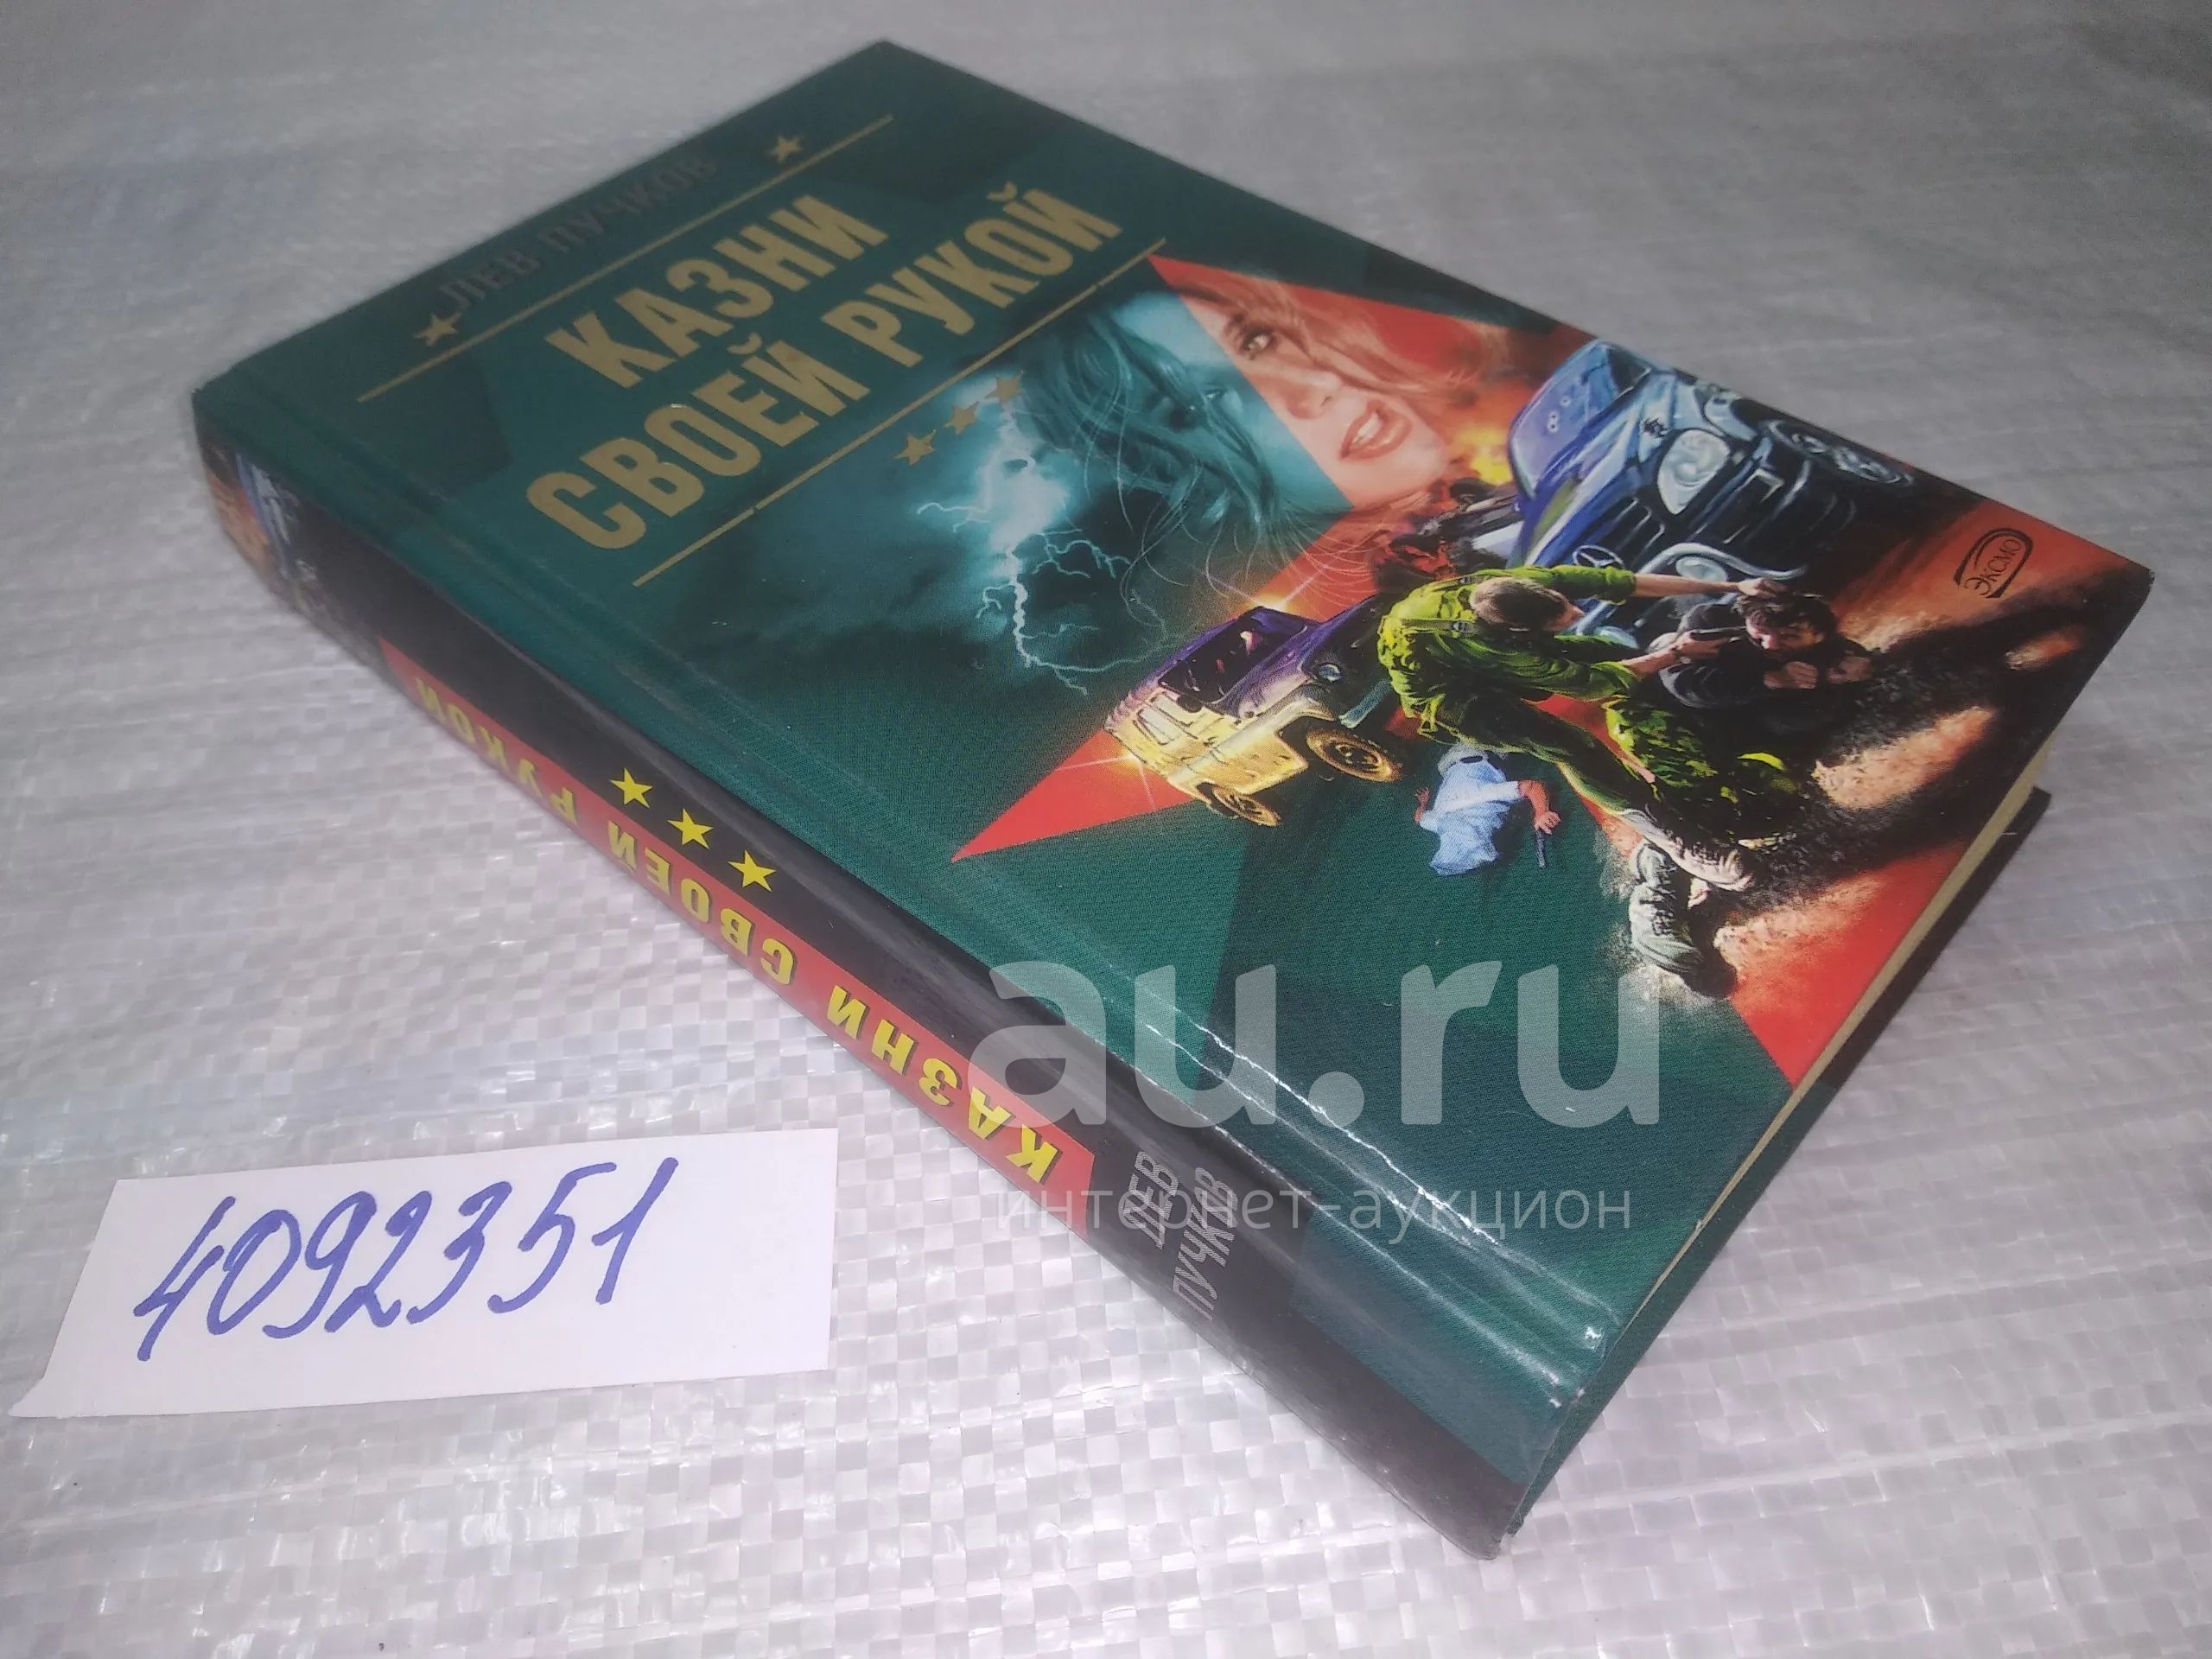 ЛЕВ ПУЧКОВ
КАЗНИ
СВОЕЙ РУКОЙ
ЭКСМО
КАЗНИ СВОЕЙ РУКОЙ
ЛЕВ
ПУЧКОВ
4092351
au.ru
интернет-аукцион